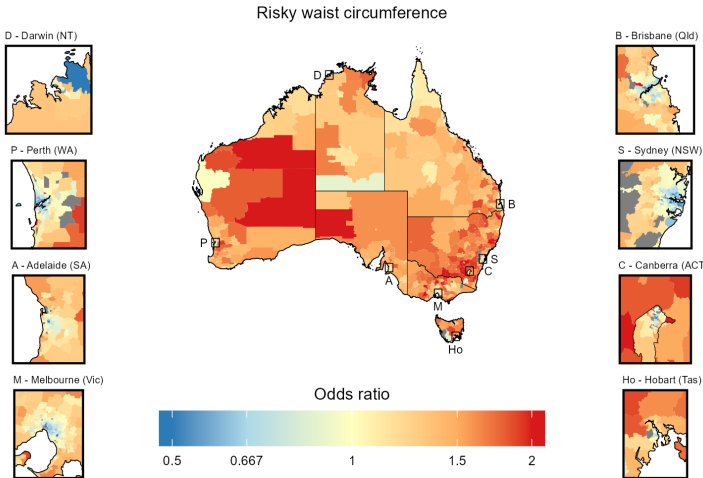 Risky waist circumference
D - Darwin (NT)
B - Brisbane (Qld)
D
P - Perth (WA)
S - Sydney (NSW)
B
P
S
A - Adelaide (SA)
C - Canberra (ACT
C
A
M
Ho
M - Melbourne (Vic)
Ho - Hobart (Tas)
Odds ratio
0.5 0.667 1 1.5 2